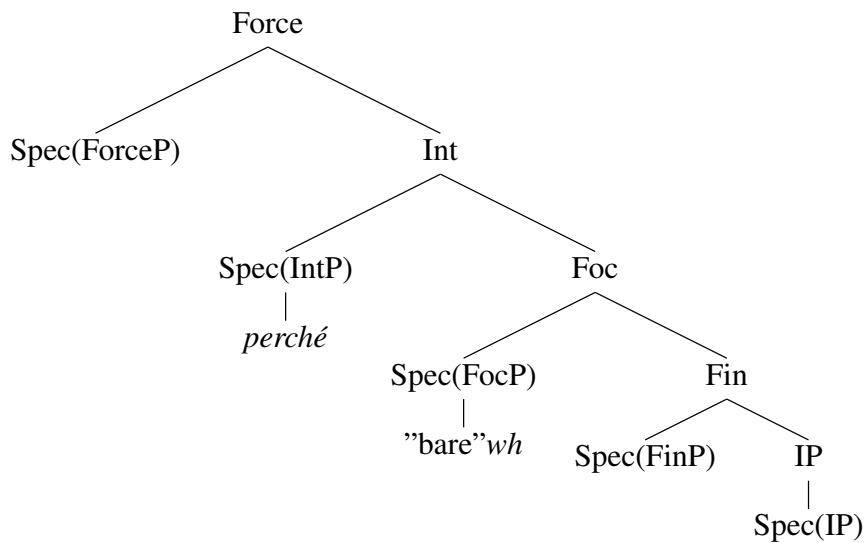 Force
Spec(ForceP) Int
Spec(IntP) Foc
perché
Spec(FocP) Fin
”bare”wh Spec(FinP) IP
Spec(IP)